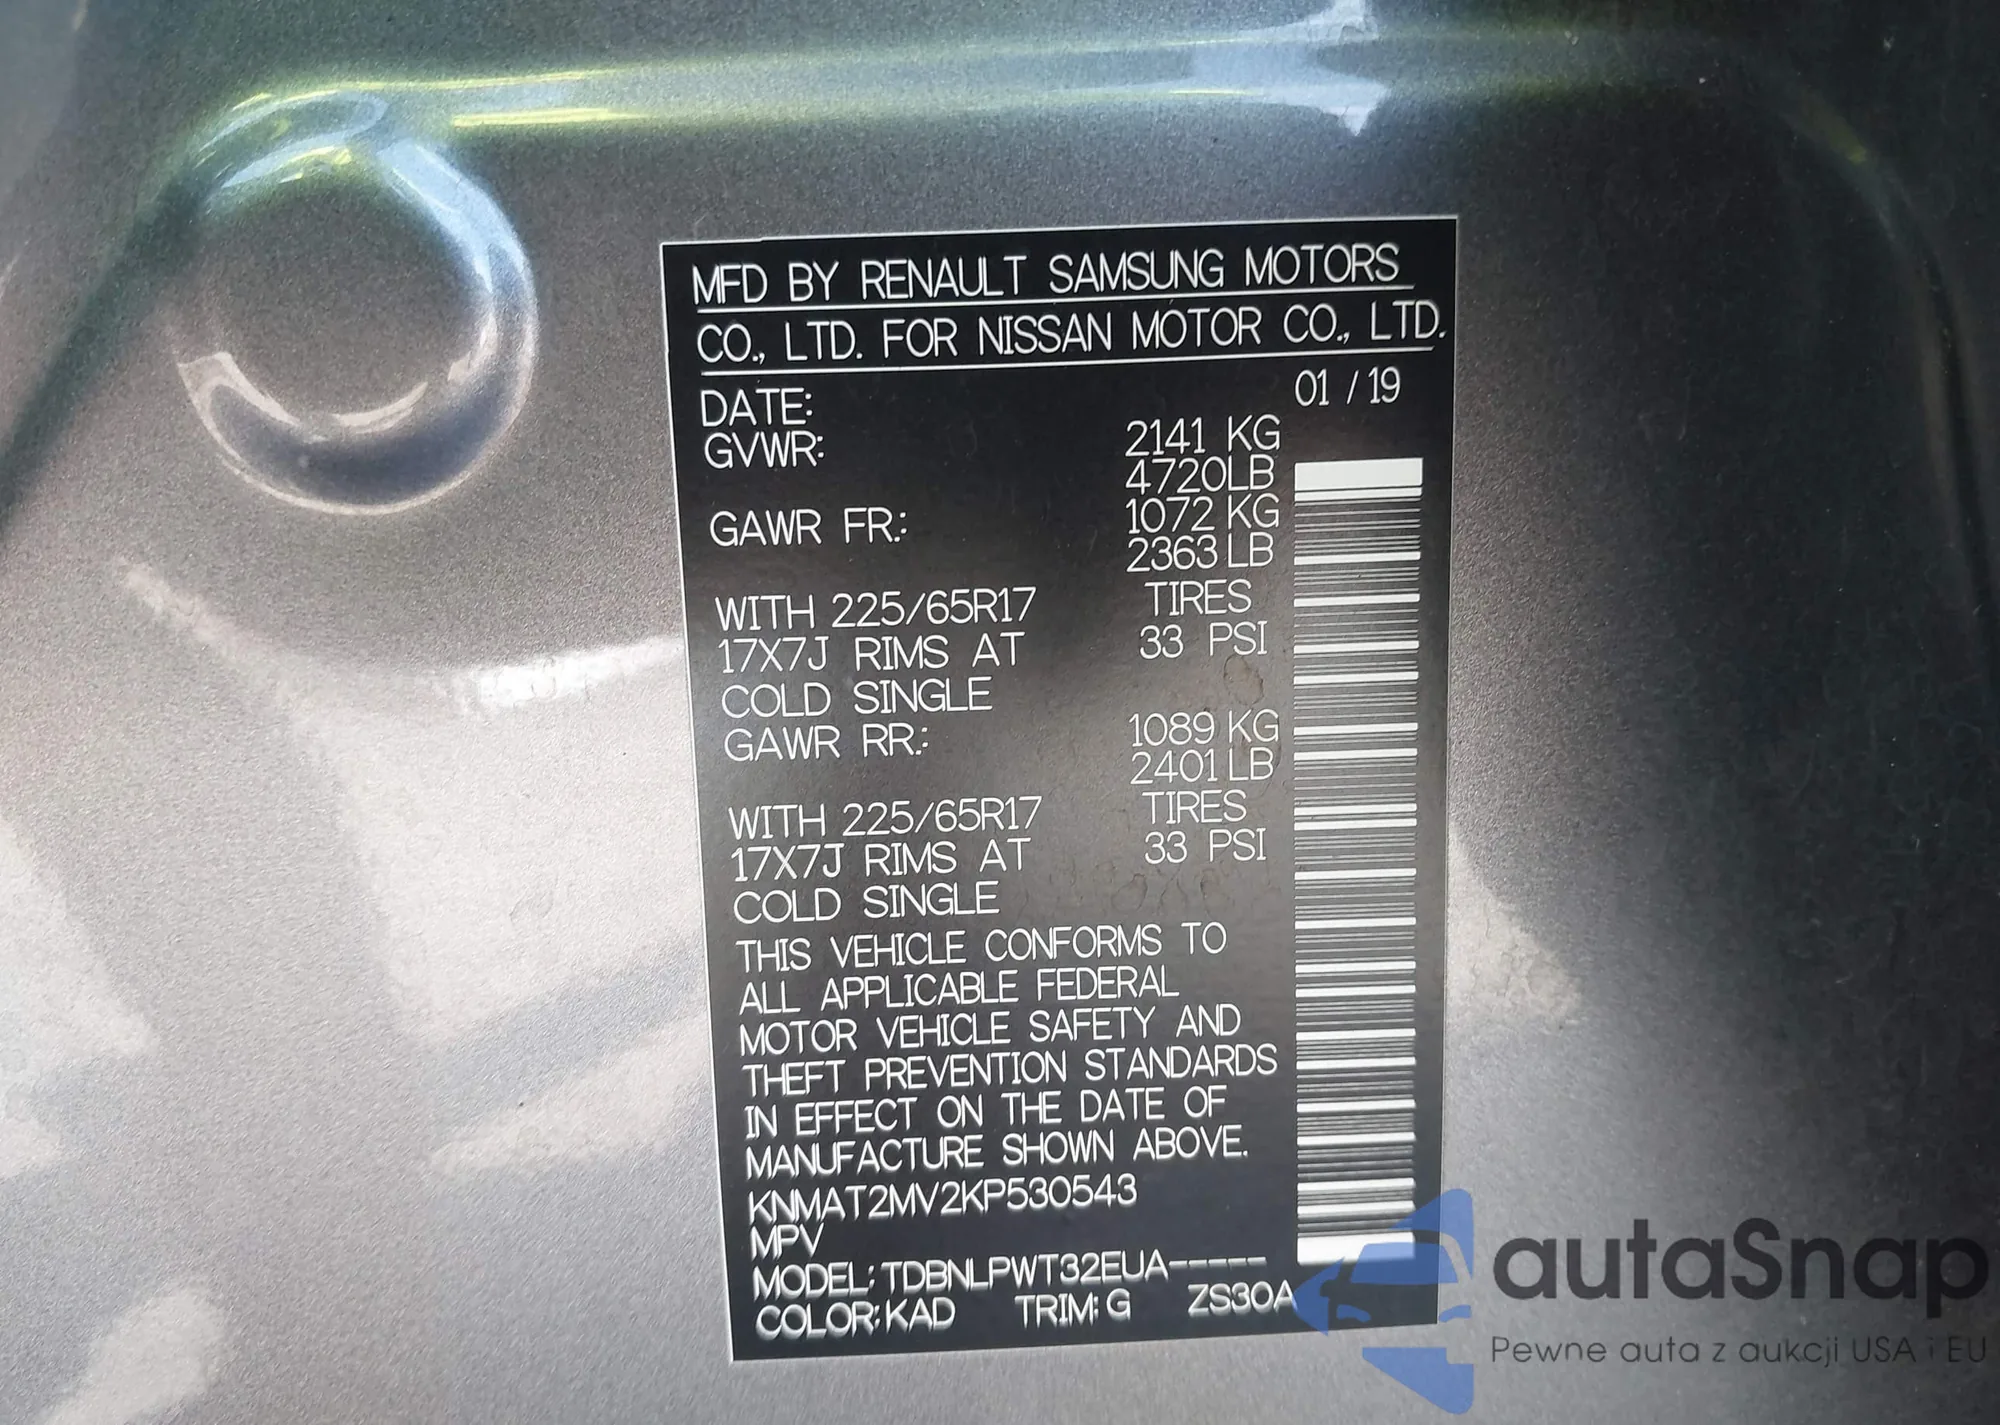 MFD BY RENAULT SAMSUNG MOTORS
CO., LTD. FOR NISSAN MOTOR CO., LTD.
DATE: 01 / 19
GVWR: 2141 KG
4720LB
GAWR FR.: 1072 KG
2363 LB
WITH 225/65R17 TIRES
17X7J RIMS AT 33 PSI
COLD SINGLE
GAWR RR.: 1089 KG
2401 LB
WITH 225/65R17 TIRES
17X7J RIMS AT 33 PSI
COLD SINGLE
THIS VEHICLE CONFORMS TO
ALL APPLICABLE FEDERAL
MOTOR VEHICLE SAFETY AND
THEFT PREVENTION STANDARDS
IN EFFECT ON THE DATE OF
MANUFACTURE SHOWN ABOVE.
KNMAT2MV2KP530543
MPV
MODEL: TDBNLPWT32EUA-----
COLOR: KAD TRIM: G ZS30A
autaSnap
Pewne auta z aukcji USA i EU